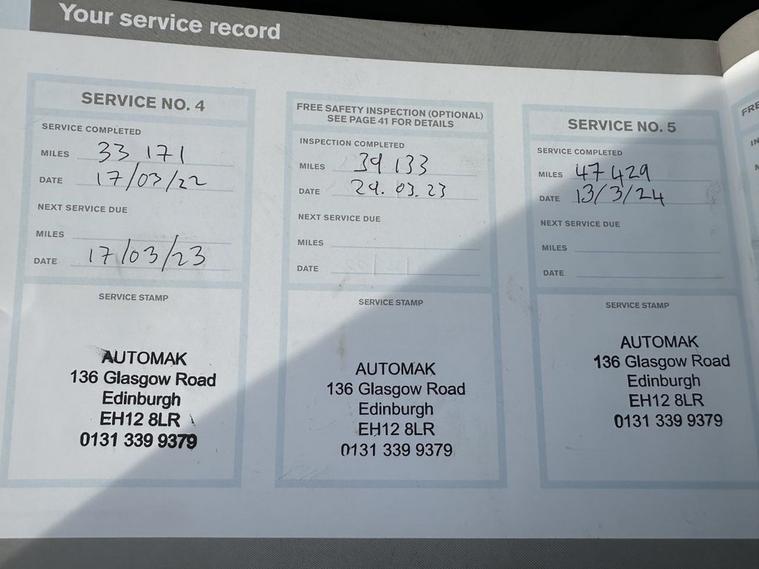 Your service record
SERVICE NO. 4
SERVICE COMPLETED
MILES 33 171
DATE 17/03/22
NEXT SERVICE DUE
MILES
DATE 17/03/23
SERVICE STAMP
AUTOMAK
136 Glasgow Road
Edinburgh
EH12 8LR
0131 339 9379
FREE SAFETY INSPECTION (OPTIONAL)
SEE PAGE 41 FOR DETAILS
INSPECTION COMPLETED
MILES 39 133
DATE 29.03.23
NEXT SERVICE DUE
MILES
DATE
SERVICE STAMP
AUTOMAK
136 Glasgow Road
Edinburgh
EH12 8LR
0131 339 9379
SERVICE NO. 5
SERVICE COMPLETED
MILES 47 429
DATE 13/3/24
NEXT SERVICE DUE
MILES
DATE
SERVICE STAMP
AUTOMAK
136 Glasgow Road
Edinburgh
EH12 8LR
0131 339 9379